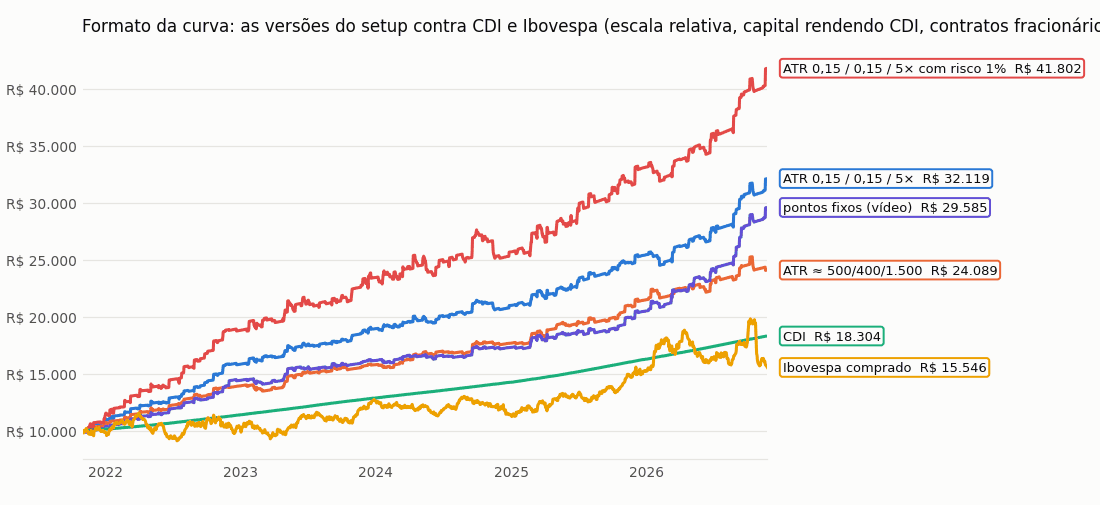 Formato da curva: as versões do setup contra CDI e Ibovespa (escala relativa, capital rendendo CDI, contratos fracionário
R$ 40.000
R$ 35.000
R$ 30.000
R$ 25.000
R$ 20.000
R$ 15.000
R$ 10.000
ATR 0,15 / 0,15 / 5× com risco 1% R$ 41.802
ATR 0,15 / 0,15 / 5× R$ 32.119
pontos fixos (vídeo) R$ 29.585
ATR ≈ 500/400/1.500 R$ 24.089
CDI R$ 18.304
Ibovespa comprado R$ 15.546
2022 2023 2024 2025 2026